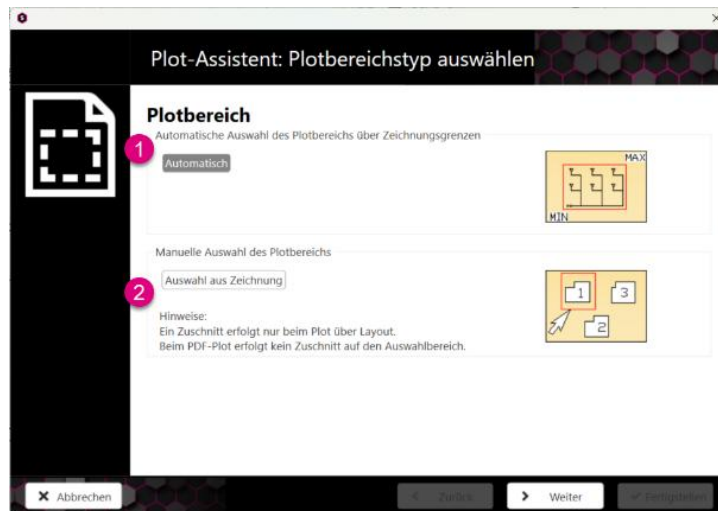 Plot-Assistent: Plotbereichstyp auswählen
Plotbereich
Automatische Auswahl des Plotbereichs über Zeichnungsgrenzen
1
Automatisch
MAX
MIN
Manuelle Auswahl des Plotbereichs
2
Auswahl aus Zeichnung
1
3
2
Hinweise:
Ein Zuschnitt erfolgt nur beim Plot über Layout.
Beim PDF-Plot erfolgt kein Zuschnitt auf den Auswahlbereich.
Abbrechen
Zurück
Weiter
Fertigstellen